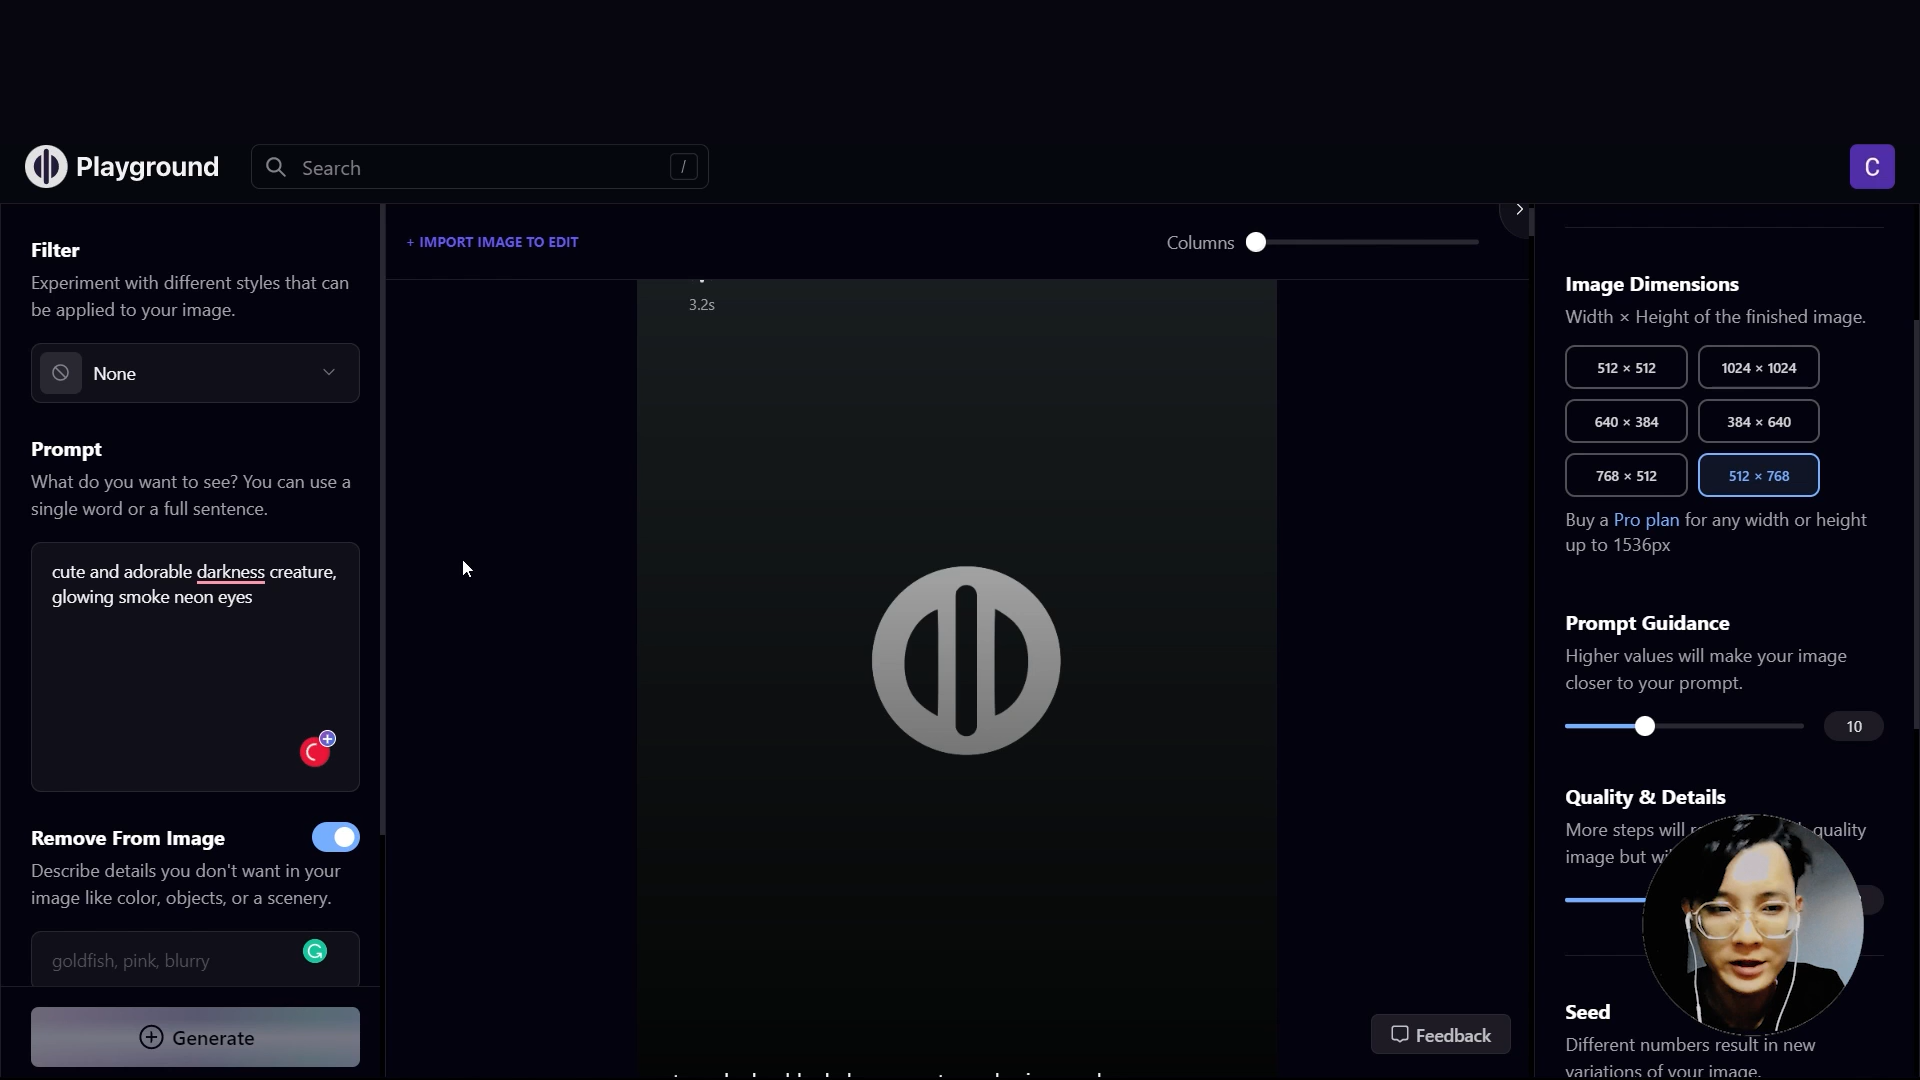 Playground
Search
/
C
Filter
Experiment with different styles that can
be applied to your image.
None
Prompt
What do you want to see? You can use a
single word or a full sentence.
cute and adorable darkness creature,
glowing smoke neon eyes
Remove From Image
Describe details you don't want in your
image like color, objects, or a scenery.
goldfish, pink, blurry
Generate
+ IMPORT IMAGE TO EDIT
Columns
3.2s
Feedback
Image Dimensions
Width × Height of the finished image.
512 × 512
1024 × 1024
640 × 384
384 × 640
768 × 512
512 × 768
Buy a Pro plan for any width or height
up to 1536px
Prompt Guidance
Higher values will make your image
closer to your prompt.
10
Quality & Details
More steps will quality
image but
Seed
Different numbers result in new
variations of your image.